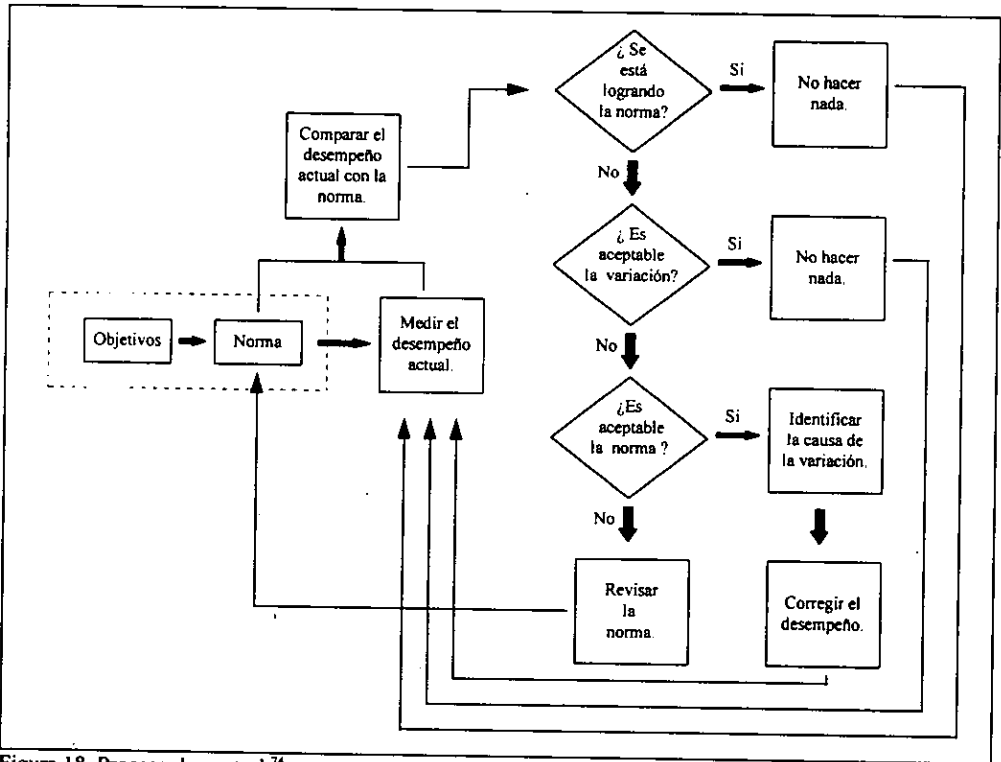 ¿ Se
está
logrando
la norma?
Si
No hacer
nada.
Comparar el
desempeño
actual con la
norma.
No
¿ Es
aceptable
la variación?
Si
No hacer
nada.
Objetivos
Norma
Medir el
desempeño
actual.
No
¿Es
aceptable
la norma ?
Si
Identificar
la causa de
la variación.
No
Revisar
la
norma.
Corregir el
desempeño.